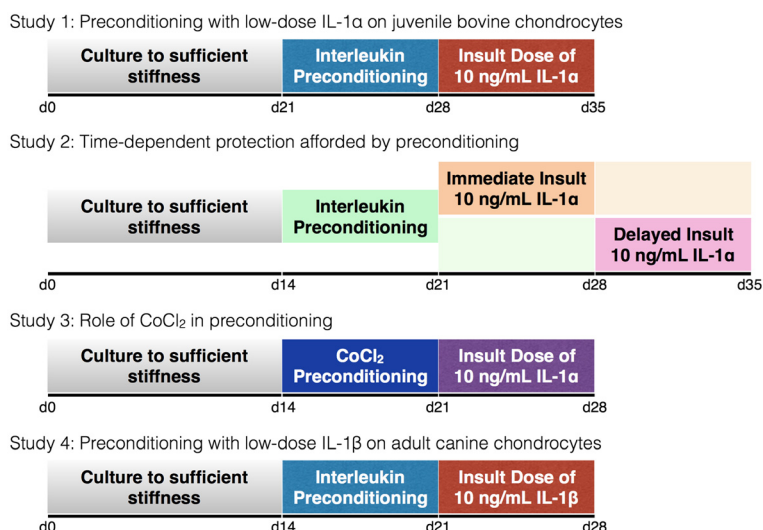 Study 1: Preconditioning with low-dose IL-1α on juvenile bovine chondrocytes
Culture to sufficient stiffness
Interleukin Preconditioning
Insult Dose of 10 ng/mL IL-1α
d0 d21 d28 d35
Study 2: Time-dependent protection afforded by preconditioning
Culture to sufficient stiffness
Interleukin Preconditioning
Immediate Insult 10 ng/mL IL-1α
Delayed Insult 10 ng/mL IL-1α
d0 d14 d21 d28 d35
Study 3: Role of CoCl₂ in preconditioning
Culture to sufficient stiffness
CoCl₂ Preconditioning
Insult Dose of 10 ng/mL IL-1α
d0 d14 d21 d28
Study 4: Preconditioning with low-dose IL-1β on adult canine chondrocytes
Culture to sufficient stiffness
Interleukin Preconditioning
Insult Dose of 10 ng/mL IL-1β
d0 d14 d21 d28